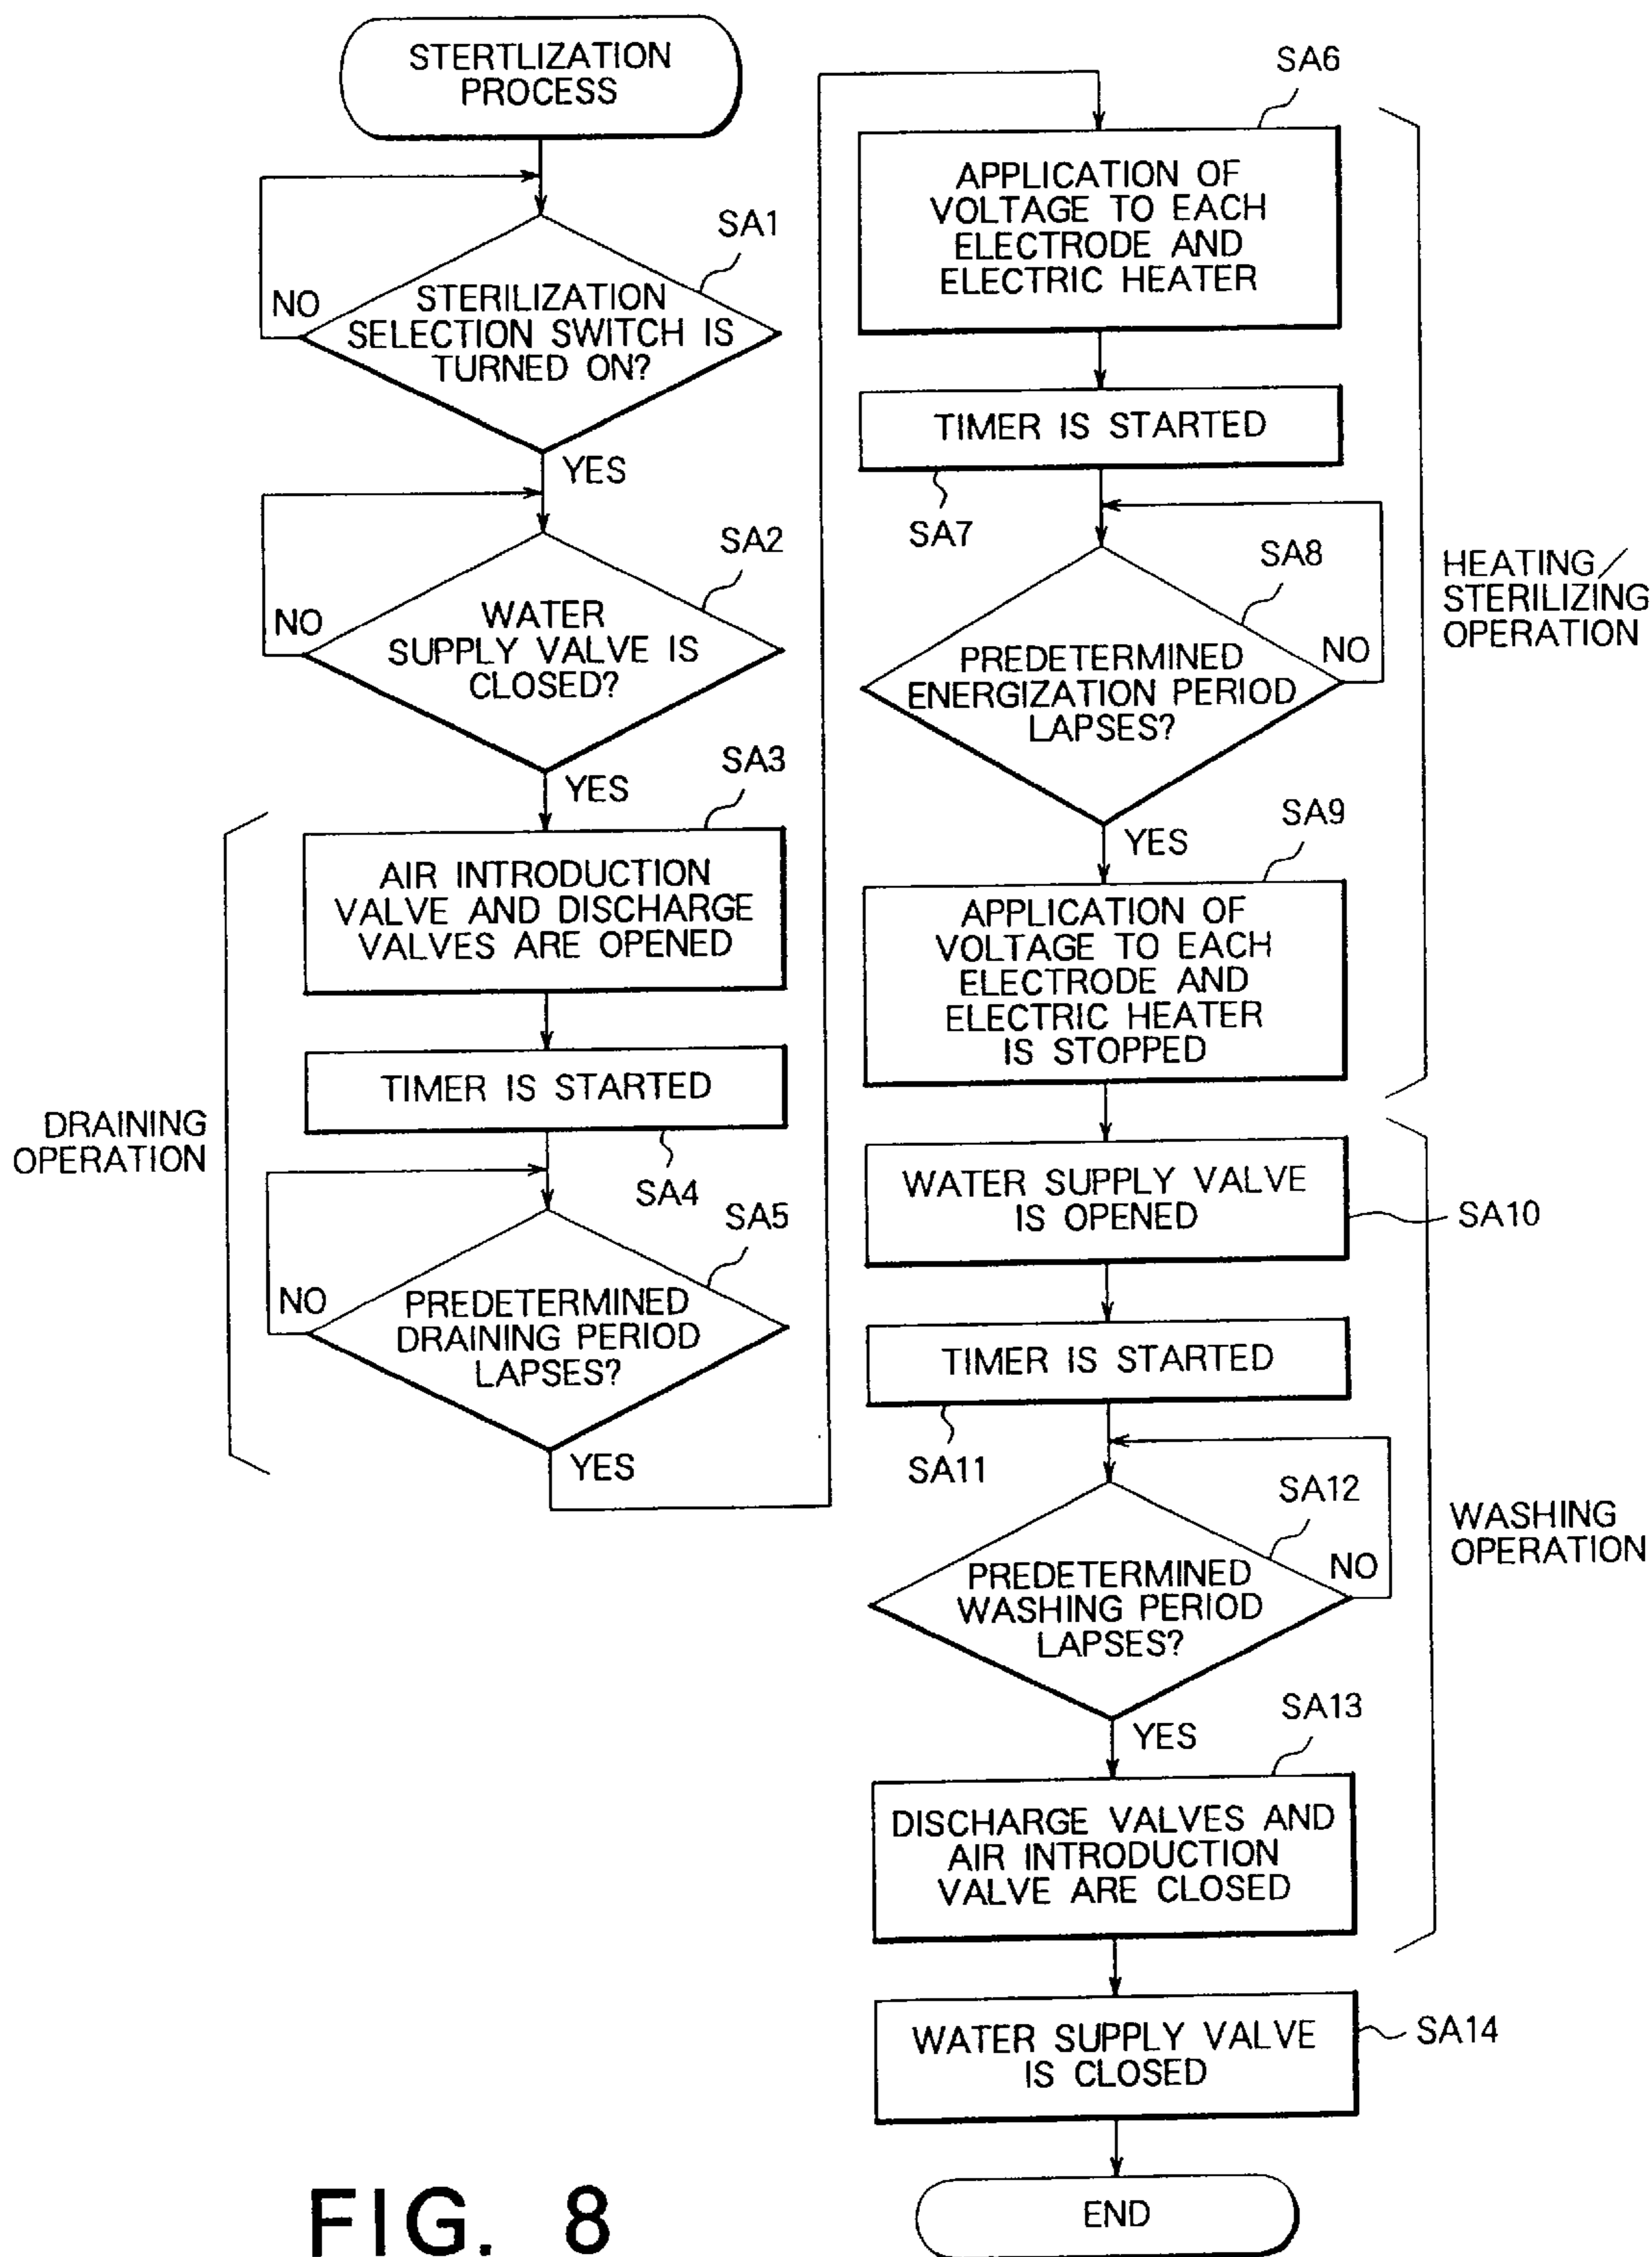 STERTLIZATION
PROCESS
SA1
NO
STERILIZATION
SELECTION SWITCH IS
TURNED ON?
YES
SA2
NO
WATER
SUPPLY VALVE IS
CLOSED?
YES
SA3
AIR INTRODUCTION
VALVE AND DISCHARGE
VALVES ARE OPENED
TIMER IS STARTED
SA4
DRAINING
OPERATION
SA5
NO
PREDETERMINED
DRAINING PERIOD
LAPSES?
YES
SA6
APPLICATION OF
VOLTAGE TO EACH
ELECTRODE AND
ELECTRIC HEATER
TIMER IS STARTED
SA7
SA8
NO
PREDETERMINED
ENERGIZATION PERIOD
LAPSES?
YES
HEATING/
STERILIZING
OPERATION
SA9
APPLICATION OF
VOLTAGE TO EACH
ELECTRODE AND
ELECTRIC HEATER
IS STOPPED
WATER SUPPLY VALVE
IS OPENED
SA10
TIMER IS STARTED
SA11
SA12
NO
PREDETERMINED
WASHING PERIOD
LAPSES?
YES
WASHING
OPERATION
SA13
DISCHARGE VALVES AND
AIR INTRODUCTION
VALVE ARE CLOSED
WATER SUPPLY VALVE
IS CLOSED
SA14
END
FIG. 8